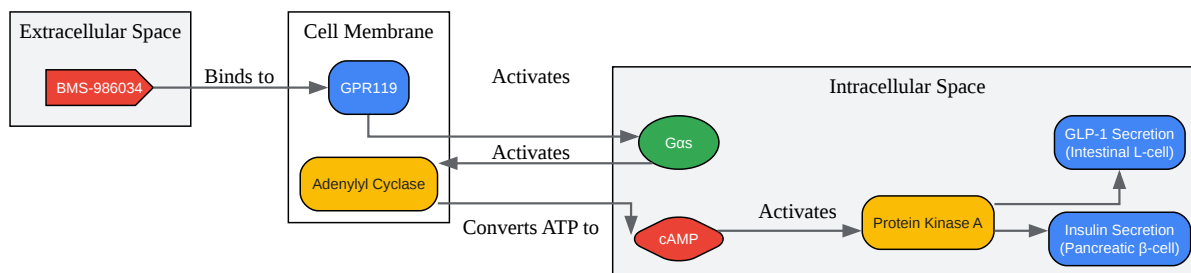 Extracellular Space
BMS-986034
Binds to
Cell Membrane
GPR119
Activates
Adenylyl Cyclase
Activates
Converts ATP to
Intracellular Space
Gαs
cAMP
Activates
Protein Kinase A
GLP-1 Secretion
(Intestinal L-cell)
Insulin Secretion
(Pancreatic β-cell)